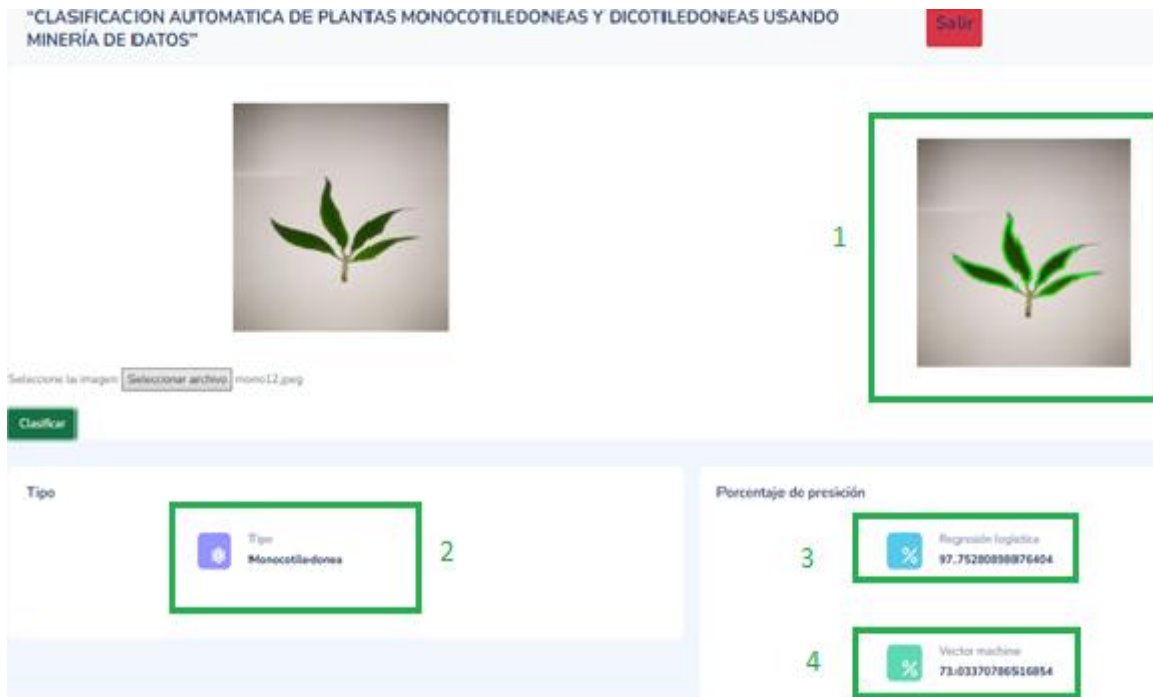 "CLASIFICACIÓN AUTOMATICA DE PLANTAS MONOCOTILEDONEAS Y DICOTILEDONEAS USANDO
MINERÍA DE DATOS"
Salir
1
Seleccione la imagen Seleccionar archivo mono12.jpeg
Clasificar
Tipo
Tipo
Monocotiledonea
2
Porcentaje de presición
3
%
Regresión logística
97.75280898876404
4
%
Vector machine
73.03370786516854